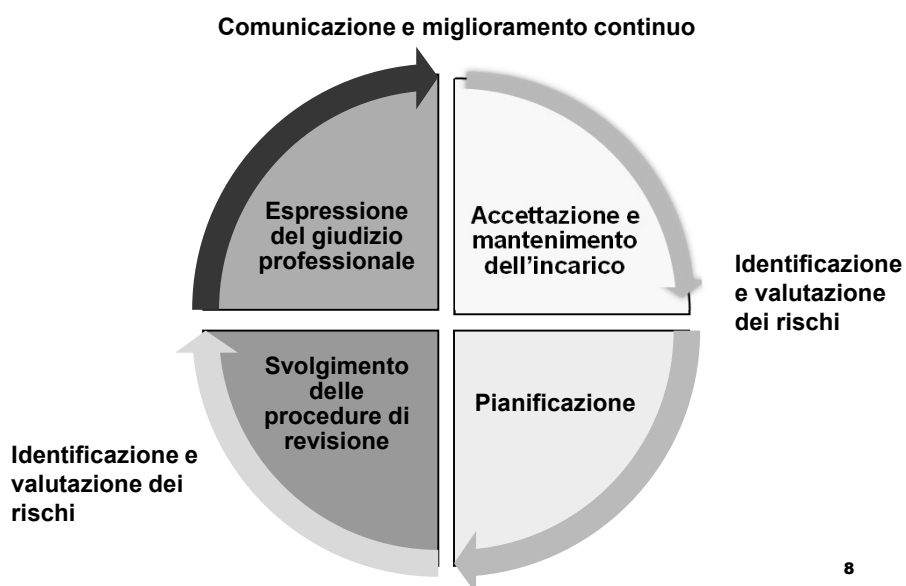 Comunicazione e miglioramento continuo
Espressione
del giudizio
professionale
Accettazione e
mantenimento
dell'incarico
Identificazione
e valutazione
dei rischi
Svolgimento
delle
procedure di
revisione
Pianificazione
Identificazione e
valutazione dei
rischi
8